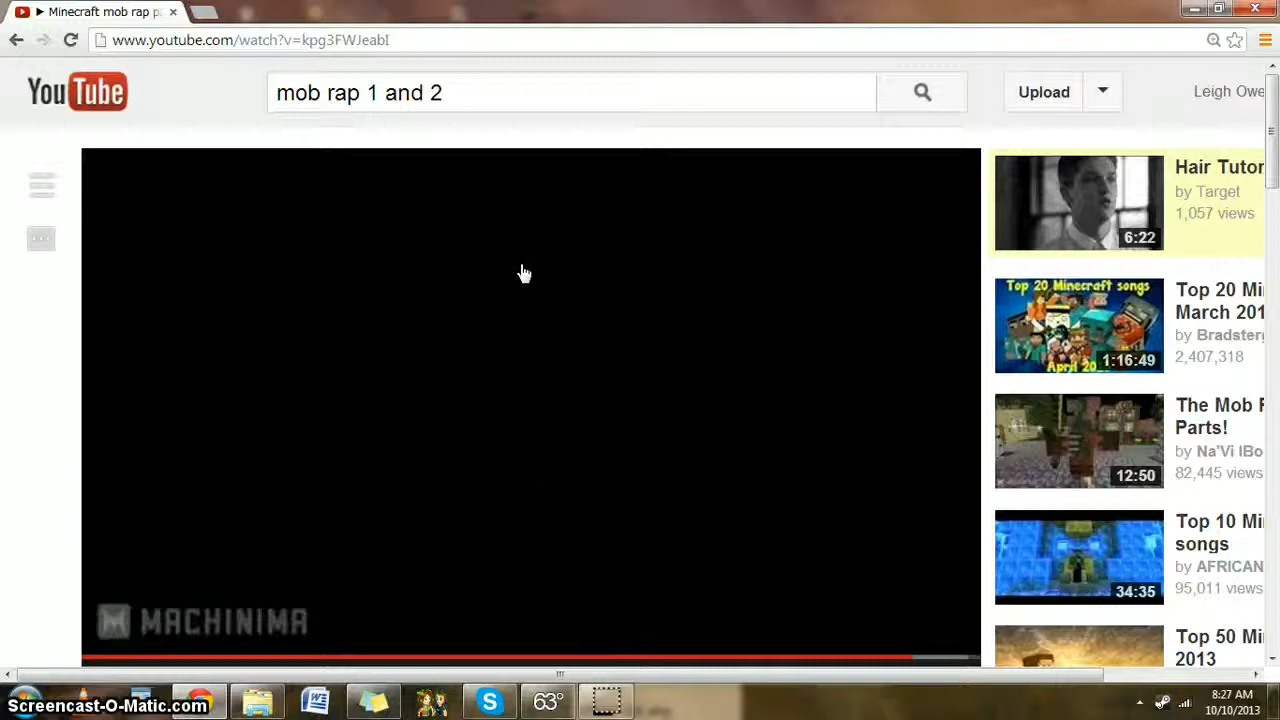 ▶ Minecraft mob rap p
www.youtube.com/watch?v=kpg3FWJeabI
YouTube
mob rap 1 and 2
Upload
Leigh Owe
Hair Tutor
by Target
1,057 views
6:22
Top 20 Minecraft songs
April 20
1:16:49
Top 20 Mi
March 201
by Bradster
2,407,318
12:50
The Mob
Parts!
by Na'Vi IBo
82,445 views
34:35
Top 10 Mi
songs
by AFRICAN
95,011 views
Top 50 Mi
2013
MACHINIMA
63°
8:27 AM
10/10/2013
Screencast-O-Matic.com